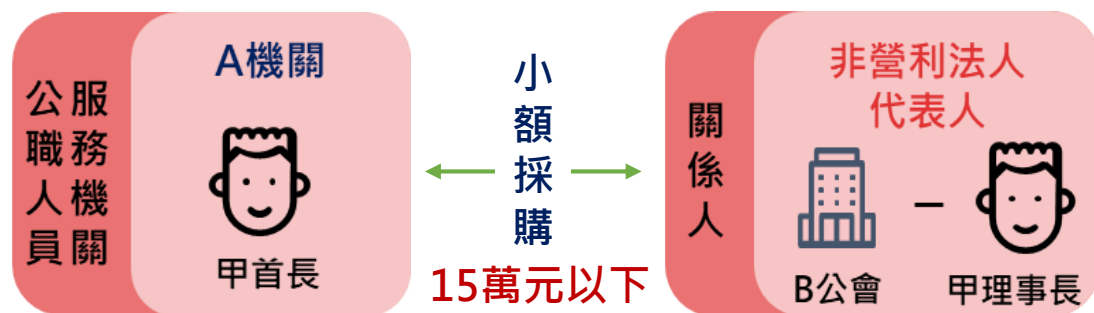 公職人員
服務機關
A機關
甲首長
小額採購
15萬元以下
關係人
非營利法人
代表人
B公會
–
甲理事長